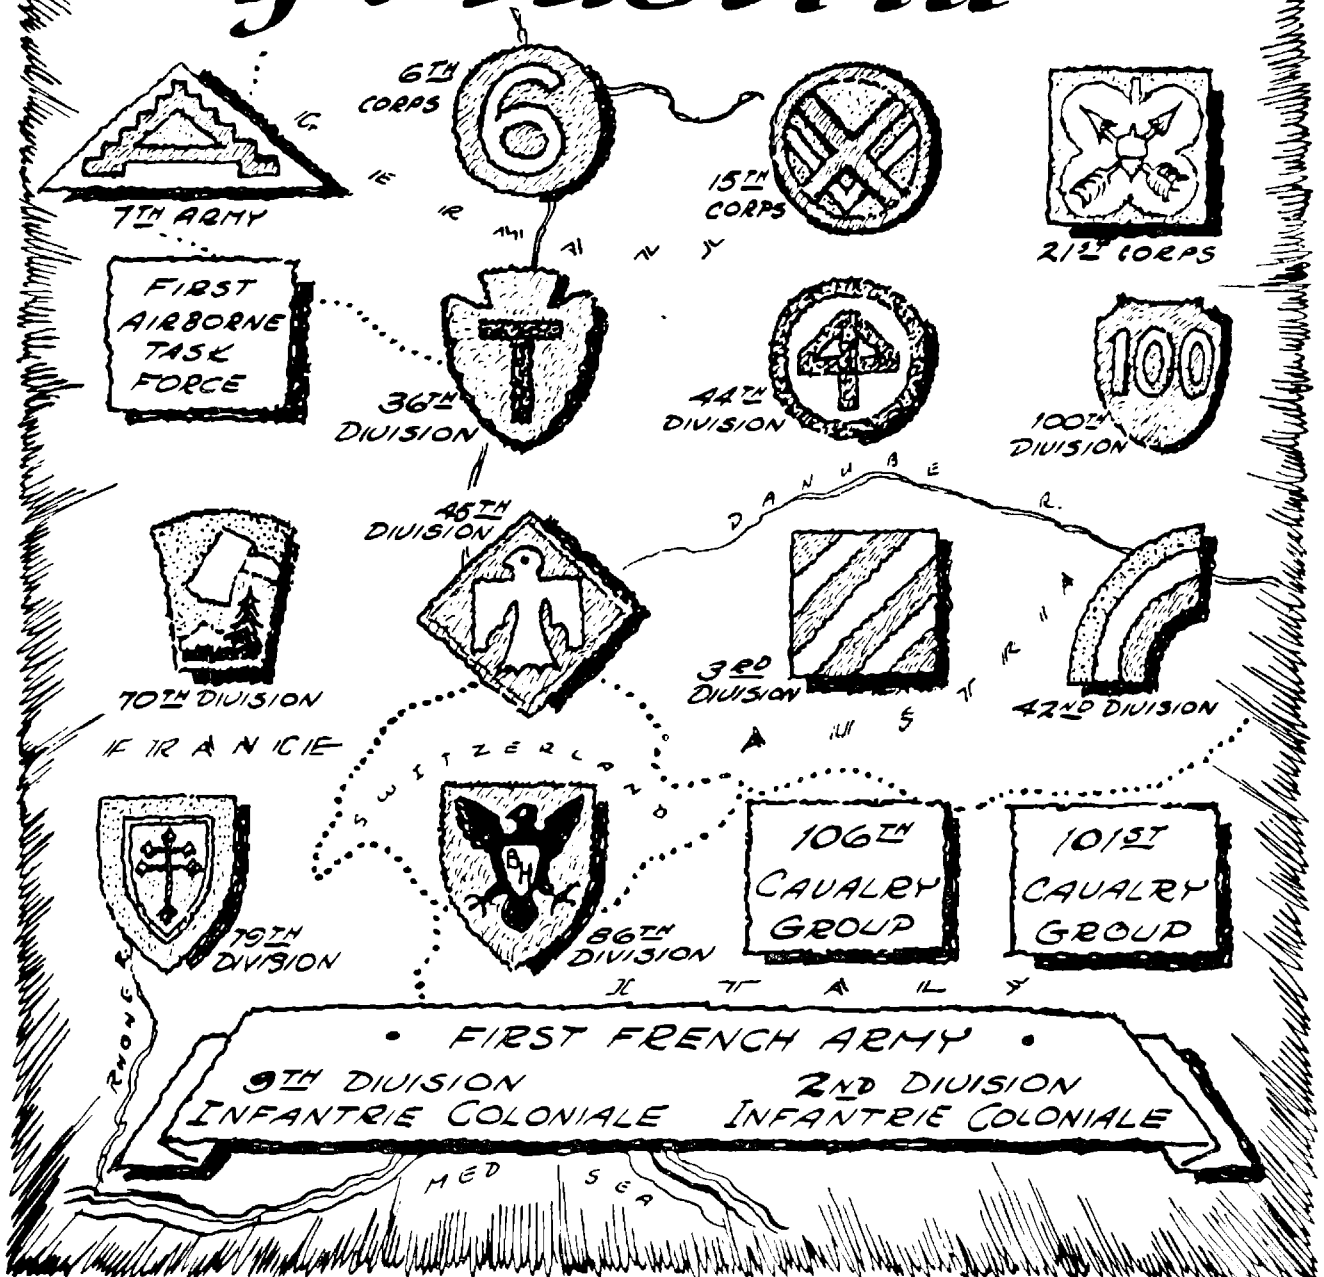 6TH
CORPS
6
7TH ARMY
15TH
CORPS
21ST CORPS
GERMANY
FIRST
AIRBORNE
TASK
FORCE
36TH
DIVISION
T
44TH
DIVISION
100
100TH
DIVISION
DANUBE R.
45TH
DIVISION
70TH DIVISION
3RD
DIVISION
42ND DIVISION
AUSTRIA
FRANCE
SWITZERLAND
79TH
DIVISION
BH
86TH
DIVISION
106TH
CAVALRY
GROUP
101ST
CAVALRY
GROUP
ITALY
RHONE R.
• FIRST FRENCH ARMY •
9TH DIVISION
INFANTRIE COLONIALE
2ND DIVISION
INFANTRIE COLONIALE
MED SEA